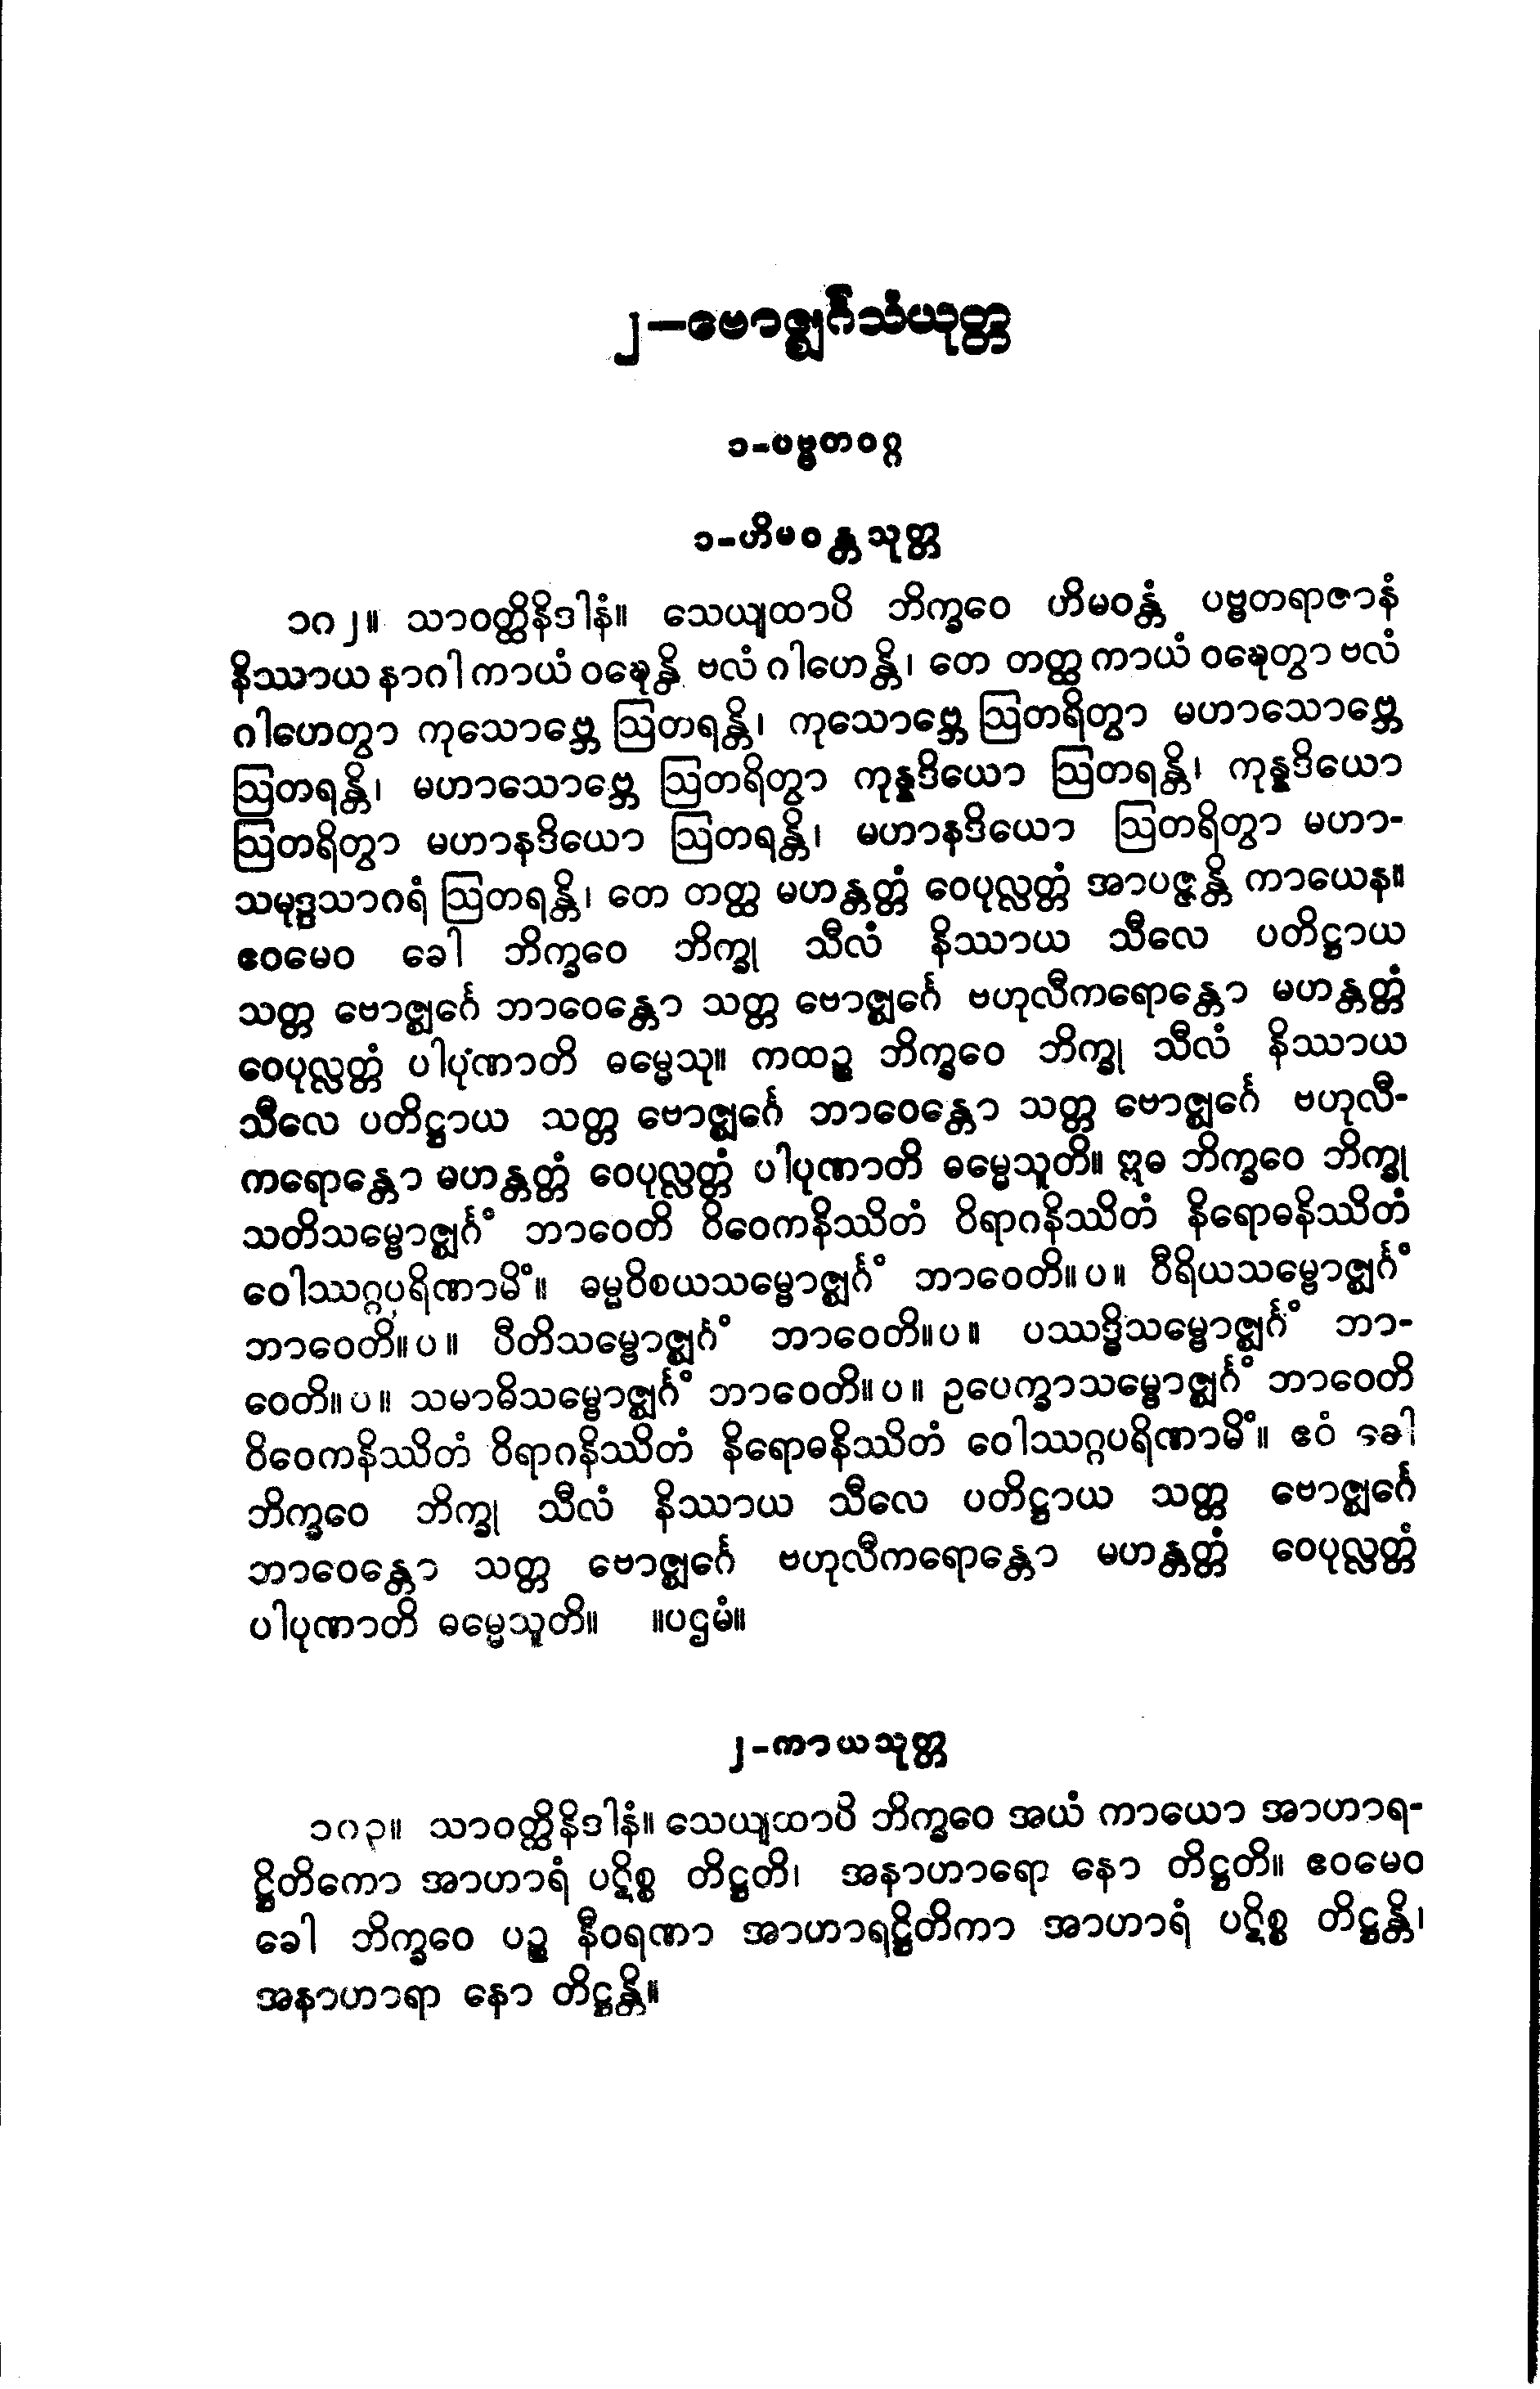 ၂—ဗောဇ္ဈင်္ဂသံယုတ္တ
၁-ပဗ္ဗတဝဂ္ဂ
၁-ဟိမဝန္တသုတ္တ
၁၈၂။ သာဝတ္ထိနိဒါနံ။ သေယျထာပိ ဘိက္ခဝေ ဟိမဝန္တံ ပဗ္ဗတရာဇာနံ
နိဿာယ နာဂါ ကာယံ ဝဍ္ဎေန္တိ ဗလံ ဂါဟေန္တိ၊ တေ တတ္ထ ကာယံ ဝဍ္ဎေတွာ ဗလံ
ဂါဟေတွာ ကုသောဗ္ဘေ ဩတရန္တိ၊ ကုသောဗ္ဘေ ဩတရိတွာ မဟာသောဗ္ဘေ
ဩတရန္တိ၊ မဟာသောဗ္ဘေ ဩတရိတွာ ကုန္နဒိယော ဩတရန္တိ၊ ကုန္နဒိယော
ဩတရိတွာ မဟာနဒိယော ဩတရန္တိ၊ မဟာနဒိယော ဩတရိတွာ မဟာ-
သမုဒ္ဒသာဂရံ ဩတရန္တိ၊ တေ တတ္ထ မဟန္တတ္တံ ဝေပုလ္လတ္တံ အာပဇ္ဇန္တိ ကာယေန။
ဧဝမေဝ ခေါ ဘိက္ခဝေ ဘိက္ခု သီလံ နိဿာယ သီလေ ပတိဋ္ဌာယ
သတ္တ ဗောဇ္ဈင်္ဂေ ဘာဝေန္တော သတ္တ ဗောဇ္ဈင်္ဂေ ဗဟုလီကရောန္တော မဟန္တတ္တံ
ဝေပုလ္လတ္တံ ပါပုဏာတိ ဓမ္မေသု။ ကထဉ္စ ဘိက္ခဝေ ဘိက္ခု သီလံ နိဿာယ
သီလေ ပတိဋ္ဌာယ သတ္တ ဗောဇ္ဈင်္ဂေ ဘာဝေန္တော သတ္တ ဗောဇ္ဈင်္ဂေ ဗဟုလီ-
ကရောန္တော မဟန္တတ္တံ ဝေပုလ္လတ္တံ ပါပုဏာတိ ဓမ္မေသူတိ။ ဣဓ ဘိက္ခဝေ ဘိက္ခု
သတိသမ္ဗောဇ္ဈင်္ဂံ ဘာဝေတိ ဝိဝေကနိဿိတံ ဝိရာဂနိဿိတံ နိရောဓနိဿိတံ
ဝေါဿဂ္ဂပရိဏာမိံ။ ဓမ္မဝိစယသမ္ဗောဇ္ဈင်္ဂံ ဘာဝေတိ။ပ။ ဝီရိယသမ္ဗောဇ္ဈင်္ဂံ
ဘာဝေတိ။ပ။ ပီတိသမ္ဗောဇ္ဈင်္ဂံ ဘာဝေတိ။ပ။ ပဿဒ္ဓိသမ္ဗောဇ္ဈင်္ဂံ ဘာ-
ဝေတိ။ပ။ သမာဓိသမ္ဗောဇ္ဈင်္ဂံ ဘာဝေတိ။ပ။ ဥပေက္ခာသမ္ဗောဇ္ဈင်္ဂံ ဘာဝေတိ
ဝိဝေကနိဿိတံ ဝိရာဂနိဿိတံ နိရောဓနိဿိတံ ဝေါဿဂ္ဂပရိဏာမိံ။ ဧဝံ ခေါ
ဘိက္ခဝေ ဘိက္ခု သီလံ နိဿာယ သီလေ ပတိဋ္ဌာယ သတ္တ ဗောဇ္ဈင်္ဂေ
ဘာဝေန္တော သတ္တ ဗောဇ္ဈင်္ဂေ ဗဟုလီကရောန္တော မဟန္တတ္တံ ဝေပုလ္လတ္တံ
ပါပုဏာတိ ဓမ္မေသူတိ။ ။ပဌမံ။
၂-ကာယသုတ္တ
၁၈၃။ သာဝတ္ထိနိဒါနံ။ သေယျထာပိ ဘိက္ခဝေ အယံ ကာယော အာဟာရ-
ဋ္ဌိတိကော အာဟာရံ ပဋိစ္စ တိဋ္ဌတိ၊ အနာဟာရော နော တိဋ္ဌတိ။ ဧဝမေဝ
ခေါ ဘိက္ခဝေ ပဉ္စ နီဝရဏာ အာဟာရဋ္ဌိတိကာ အာဟာရံ ပဋိစ္စ တိဋ္ဌန္တိ၊
အနာဟာရာ နော တိဋ္ဌန္တိ။